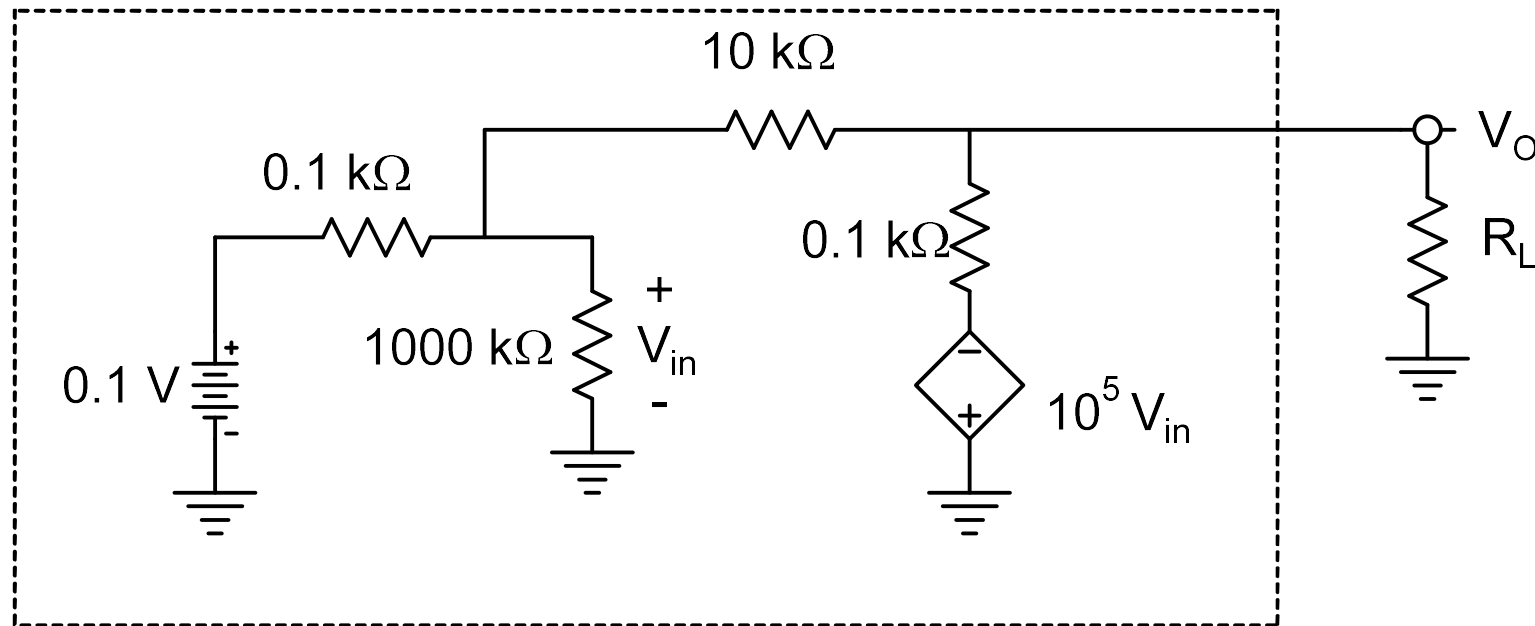 10 kΩ
V_O
0.1 kΩ
0.1 kΩ
R_L
+
1000 kΩ
V_in
-
+
0.1 V
-
-
+
10^5 V_in